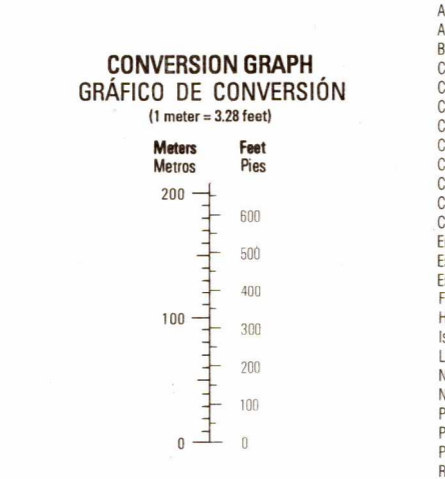 CONVERSION GRAPH
GRÁFICO DE CONVERSIÓN
(1 meter = 3.28 feet)
Meters Feet
Metros Pies
200
600
500
400
100
300
200
100
0 0